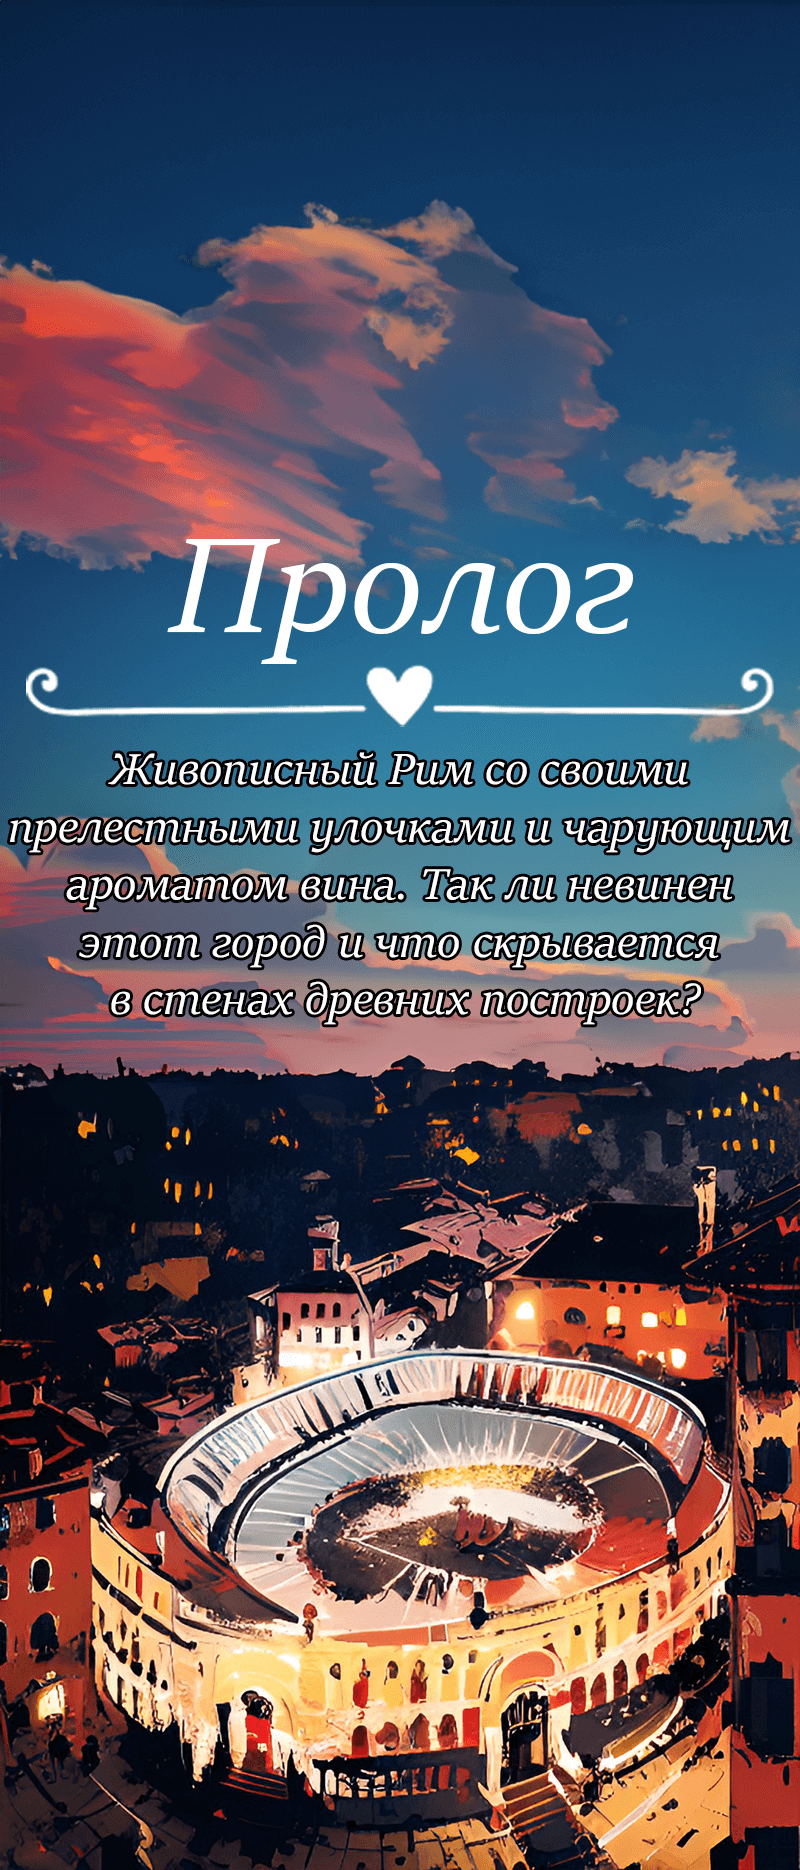 Пролог
Живописный Рим со своими
прелестными улочками и чарующим
ароматом вина. Так ли невинен
этот город и что скрывается
в стенах древних построек?